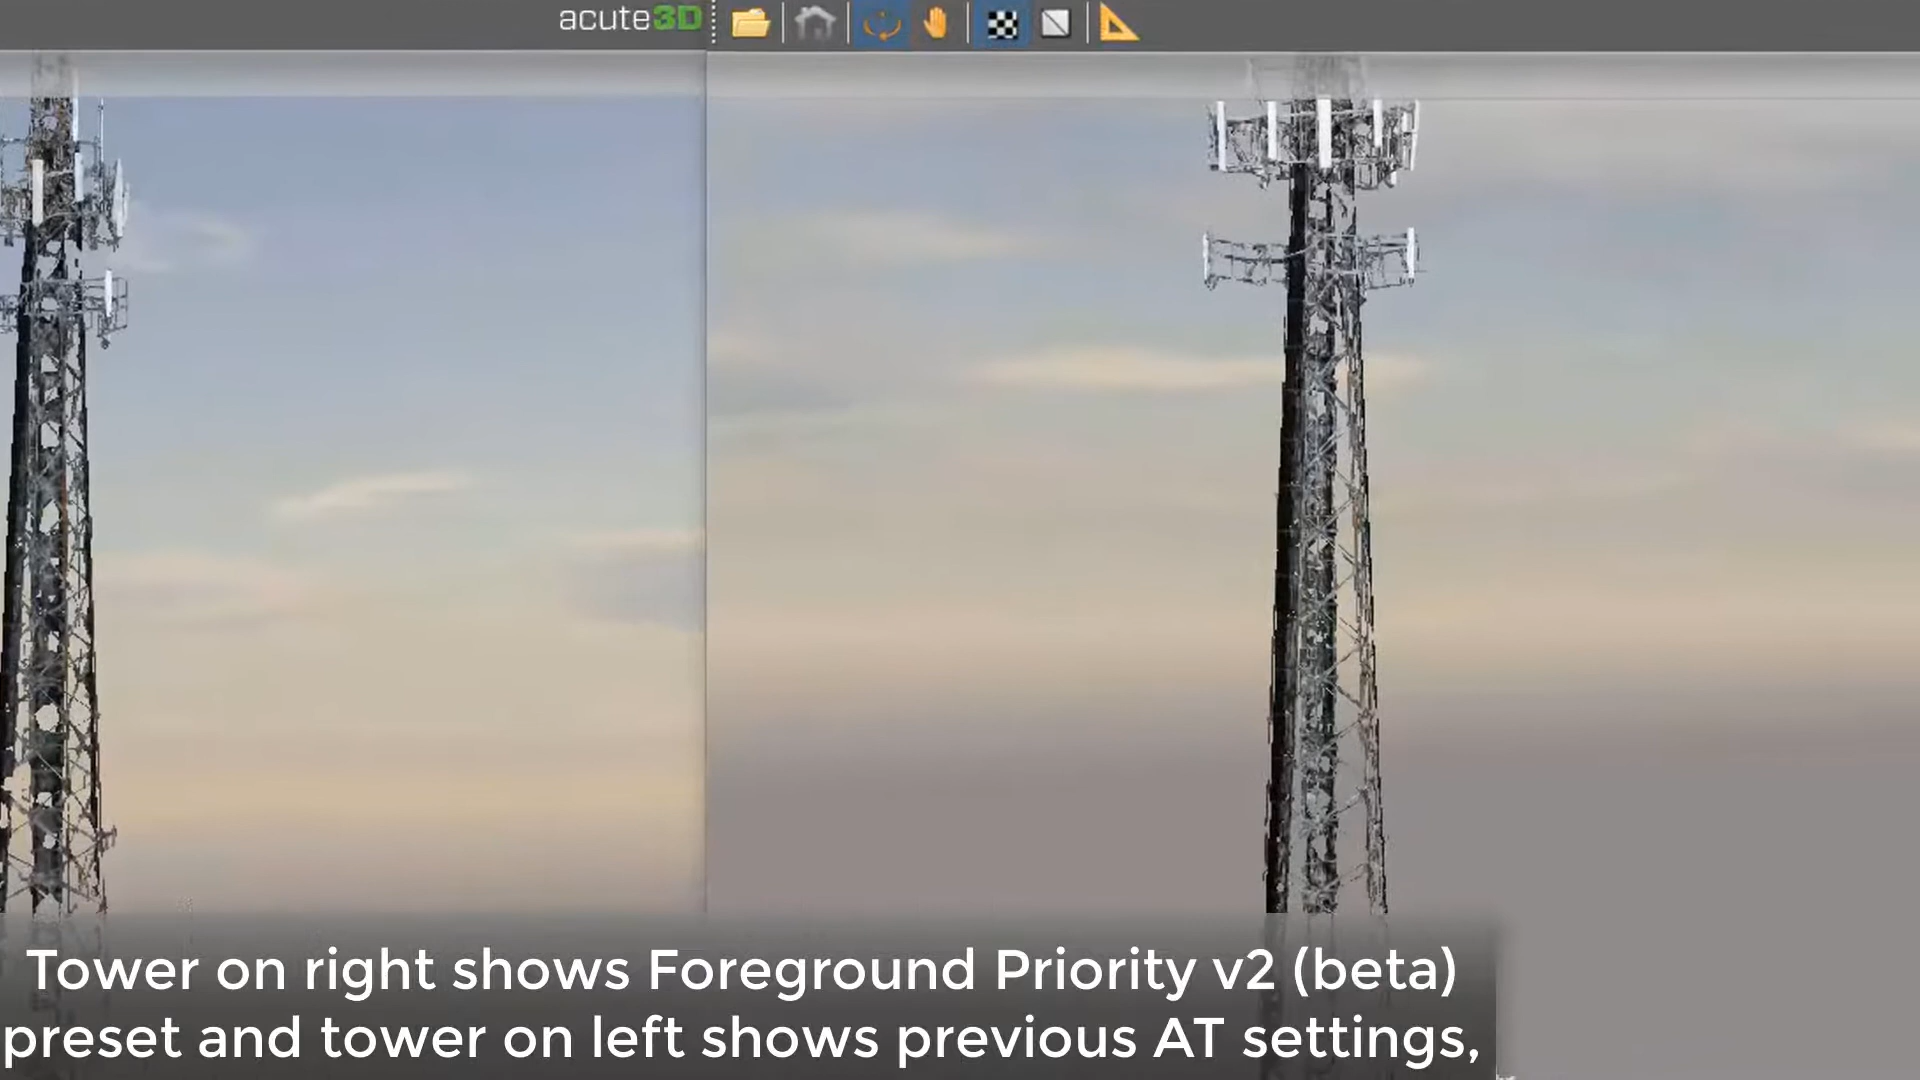 acute3D
Tower on right shows Foreground Priority v2 (beta)
preset and tower on left shows previous AT settings,